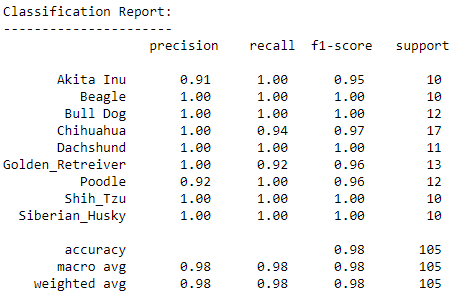 Classification Report:
----------------------
precision recall f1-score support
Akita Inu 0.91 1.00 0.95 10
Beagle 1.00 1.00 1.00 10
Bull Dog 1.00 1.00 1.00 12
Chihuahua 1.00 0.94 0.97 17
Dachshund 1.00 1.00 1.00 11
Golden_Retreiver 1.00 0.92 0.96 13
Poodle 0.92 1.00 0.96 12
Shih_Tzu 1.00 1.00 1.00 10
Siberian_Husky 1.00 1.00 1.00 10
accuracy 0.98 105
macro avg 0.98 0.98 0.98 105
weighted avg 0.98 0.98 0.98 105